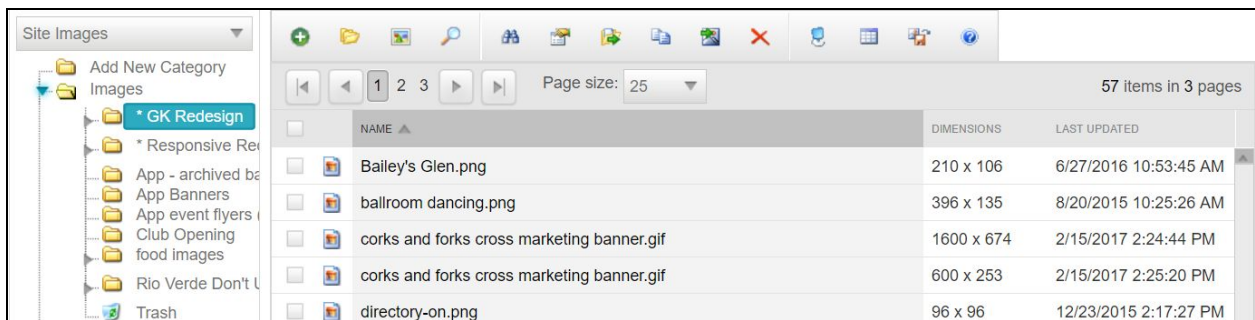 Site Images
Add New Category
Images
* GK Redesign
* Responsive Re
App - archived ba
App Banners
App event flyers (
Club Opening
food images
Rio Verde Don't U
Trash
1 2 3 Page size: 25 57 items in 3 pages
NAME DIMENSIONS LAST UPDATED
Bailey's Glen.png 210 x 106 6/27/2016 10:53:45 AM
ballroom dancing.png 396 x 135 8/20/2015 10:25:26 AM
corks and forks cross marketing banner.gif 1600 x 674 2/15/2017 2:24:44 PM
corks and forks cross marketing banner.gif 600 x 253 2/15/2017 2:25:20 PM
directory-on.png 96 x 96 12/23/2015 2:17:27 PM